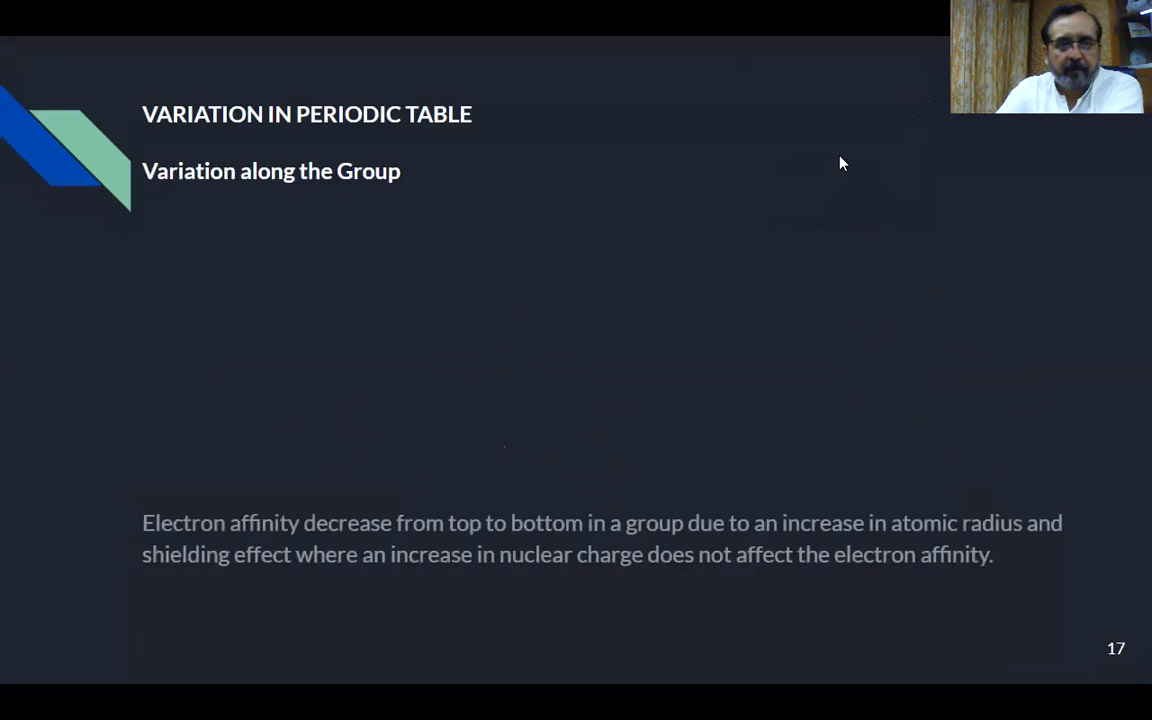 VARIATION IN PERIODIC TABLE
Variation along the Group
Electron affinity decrease from top to bottom in a group due to an increase in atomic radius and
shielding effect where an increase in nuclear charge does not affect the electron affinity.
17